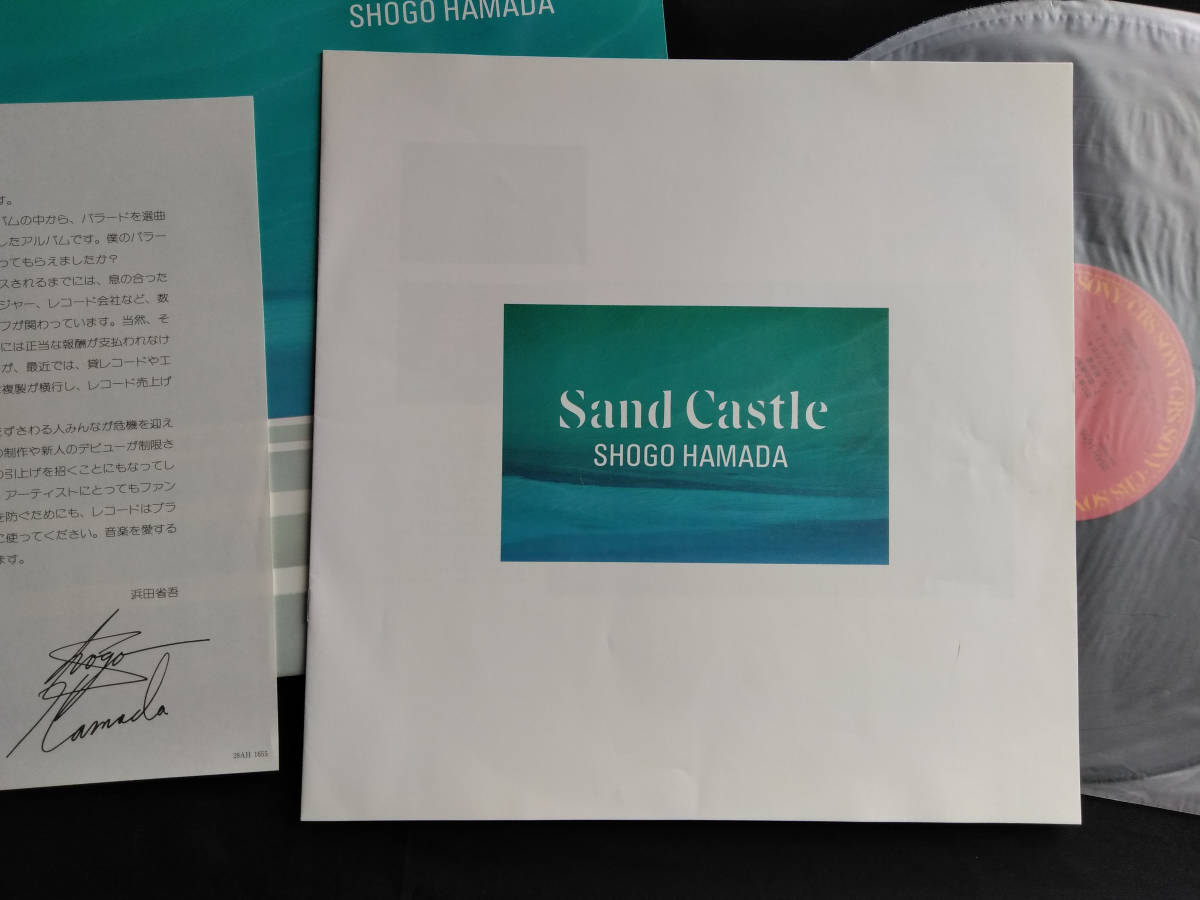 SHOGO HAMADA
す。
バムの中から、バラードを選曲
したアルバムです。僕のバラー
ってもらえましたか？
スされるまでには、息の合った
ジャー、レコード会社など、数
フが関わっています。当然、そ
には正当な報酬が支払われなけ
が、最近では、貸レコードやエ
複製が横行し、レコード売上げ
ずさわる人みんなが危機を迎え
の制作や新人のデビューが制限さ
の引上げを招くことにもなってし
アーティストにとってもファン
を防ぐためにも、レコードはプラ
に使ってください。音楽を愛する
ます。
浜田省吾
Shogo
Hamada
28AH 1655
Sand Castle
SHOGO HAMADA
SONY CBS SONY CBS SONY CBS SONY